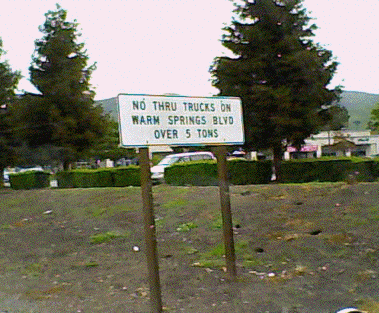 NO THRU TRUCKS ON
WARM SPRINGS BLVD
OVER 5 TONS